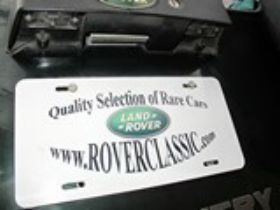 Quality Selection of Rare Cars
LAND
ROVER
www.ROVERCLASSIC.com